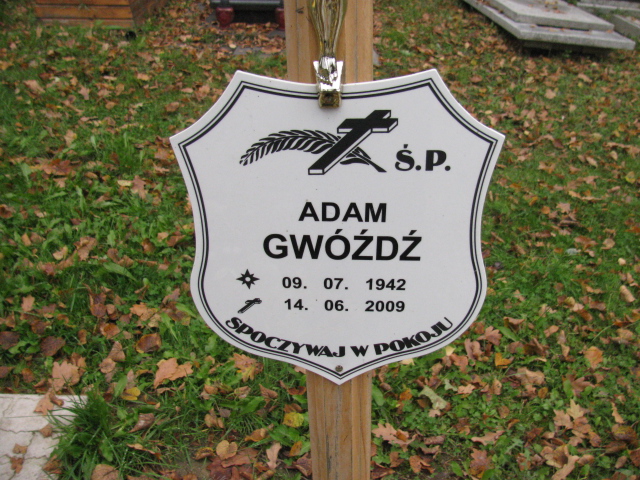 Ś.P.
ADAM
GWÓŹDŹ
09. 07. 1942
14. 06. 2009
SPOCZYWAJ W POKOJU